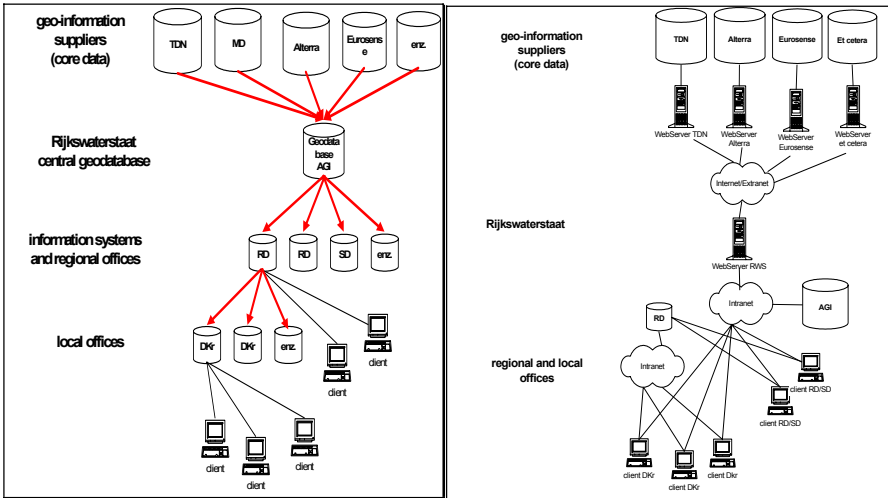 geo-information
suppliers
(core data)
TDN
MD
Alterra
Eurosens
e
enz.
Rijkswaterstaat
central geodatabase
Geodata
base
AGI
information systems
and regional offices
RD
RD
SD
enz.
local offices
DKr
DKr
enz.
client
client
client
client
client
geo-information
suppliers
(core data)
TDN
Alterra
Eurosense
Et cetera
WebServer TDN
WebServer
Alterra
WebServer
Eurosense
WebServer
et cetera
Internet/Extranet
Rijkswaterstaat
WebServer RWS
Intranet
AGI
RD
Intranet
regional and local
offices
client RD/SD
client RD/SD
client DKr
client DKr
client Dkr